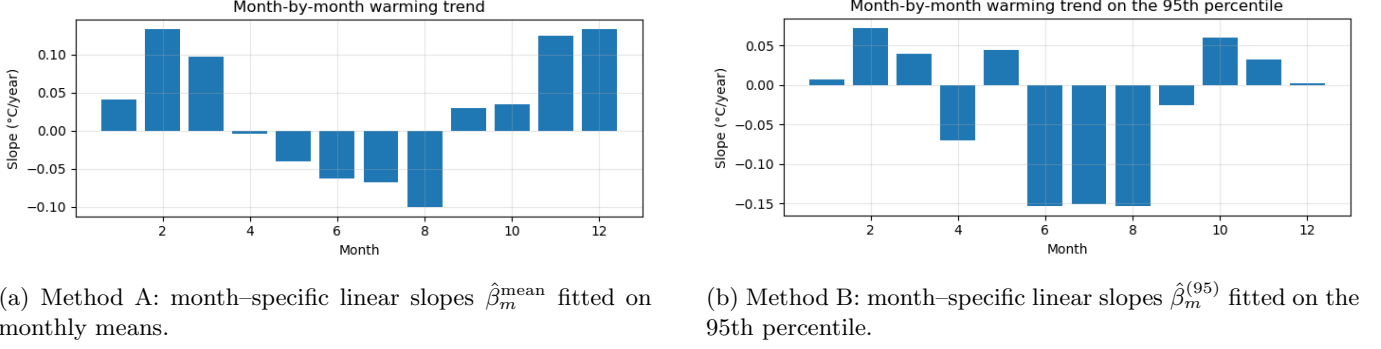 Month-by-month warming trend
0.10
0.05
0.00
−0.05
−0.10
Slope (°C/year)
2 4 6 8 10 12
Month
(a) Method A: month–specific linear slopes β̂_m^mean fitted on
monthly means.
Month-by-month warming trend on the 95th percentile
0.05
0.00
−0.05
−0.10
−0.15
Slope (°C/year)
2 4 6 8 10 12
Month
(b) Method B: month–specific linear slopes β̂_m^(95) fitted on the
95th percentile.